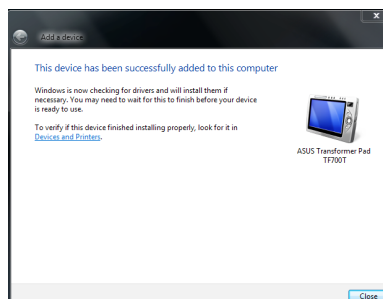 Add a device
This device has been successfully added to this computer
Windows is now checking for drivers and will install them if
necessary. You may need to wait for this to finish before your device
is ready to use.
To verify if this device finished installing properly, look for it in
Devices and Printers.
ASUS Transformer Pad
TF700T
Close